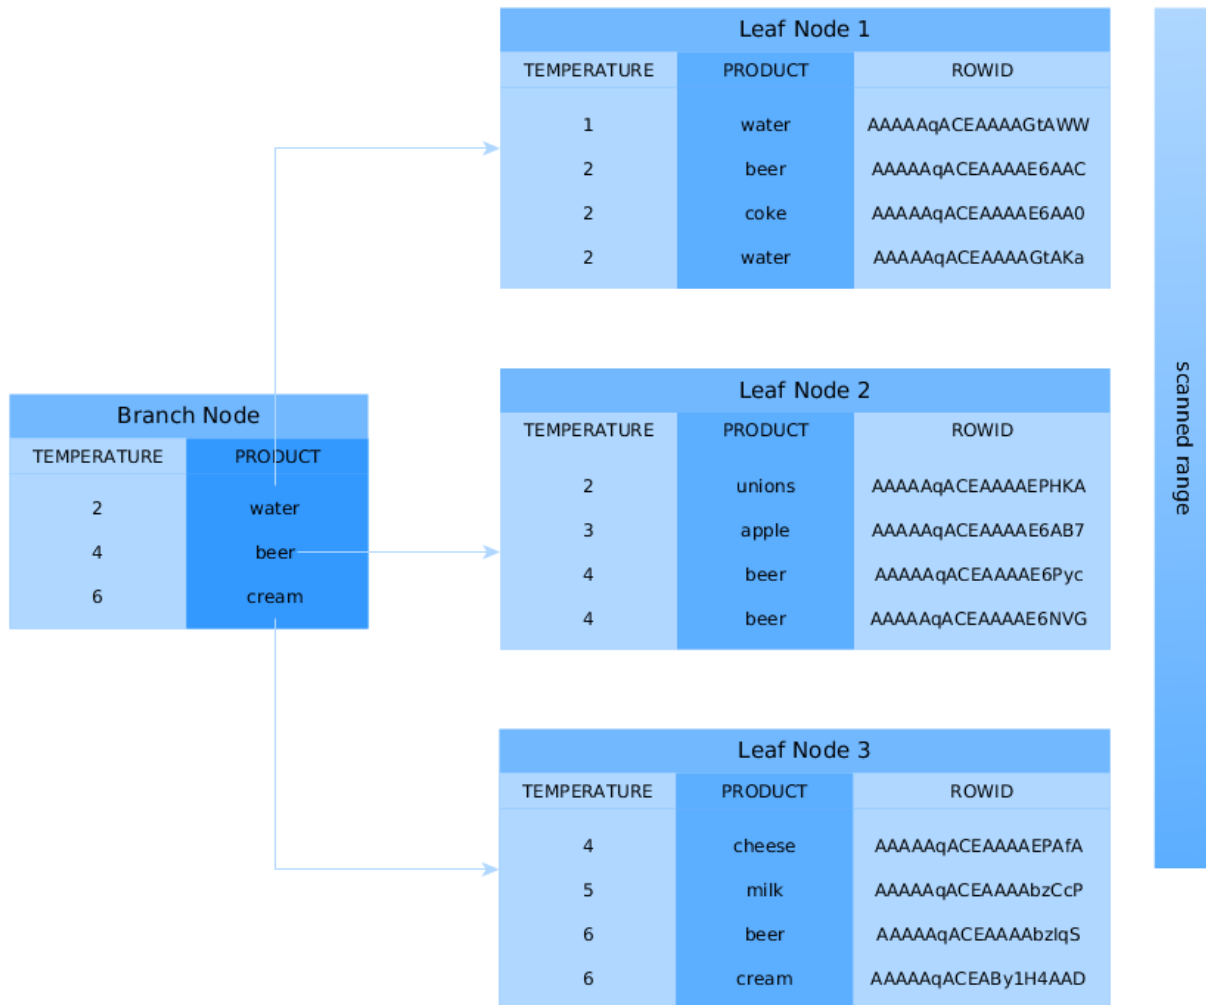 Leaf Node 1
TEMPERATURE PRODUCT ROWID
1 water AAAAAqACEAAAAGtAWW
2 beer AAAAAqACEAAAAE6AAC
2 coke AAAAAqACEAAAAE6AA0
2 water AAAAAqACEAAAAGtAKa
Branch Node
TEMPERATURE PRODUCT
2 water
4 beer
6 cream
Leaf Node 2
TEMPERATURE PRODUCT ROWID
2 unions AAAAAqACEAAAAEPHKA
3 apple AAAAAqACEAAAAE6AB7
4 beer AAAAAqACEAAAAE6Pyc
4 beer AAAAAqACEAAAAE6NVG
Leaf Node 3
TEMPERATURE PRODUCT ROWID
4 cheese AAAAAqACEAAAAEPAfA
5 milk AAAAAqACEAAAAbzCcP
6 beer AAAAAqACEAAAAbzIqS
6 cream AAAAAqACEABy1H4AAD
scanned range